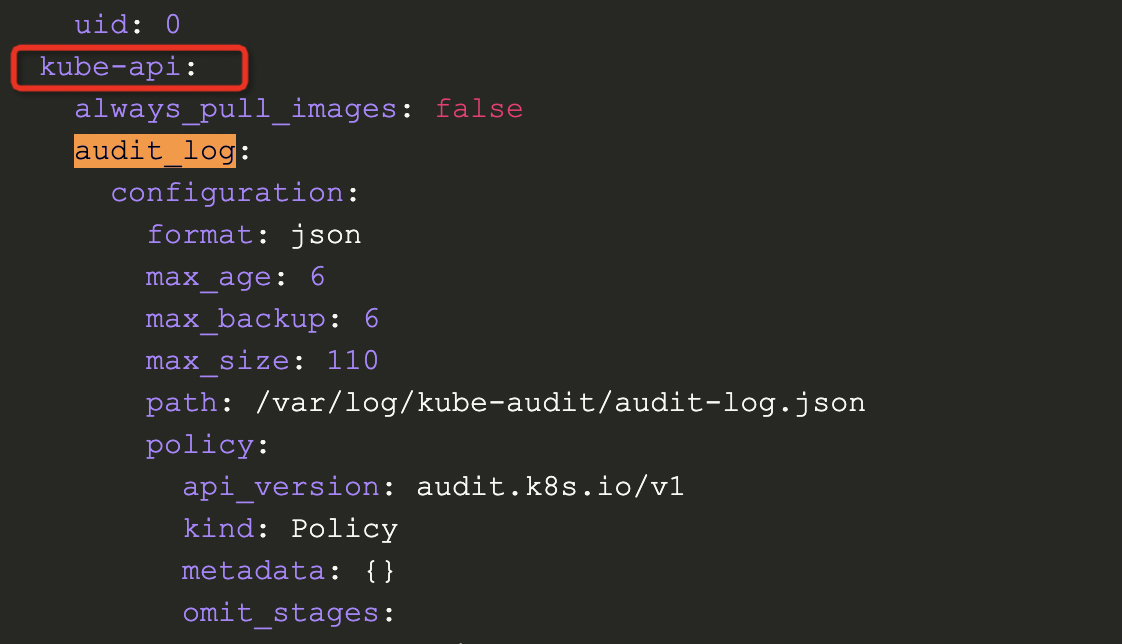 uid: 0
kube-api:
always_pull_images: false
audit_log:
configuration:
format: json
max_age: 6
max_backup: 6
max_size: 110
path: /var/log/kube-audit/audit-log.json
policy:
api_version: audit.k8s.io/v1
kind: Policy
metadata: {}
omit_stages: